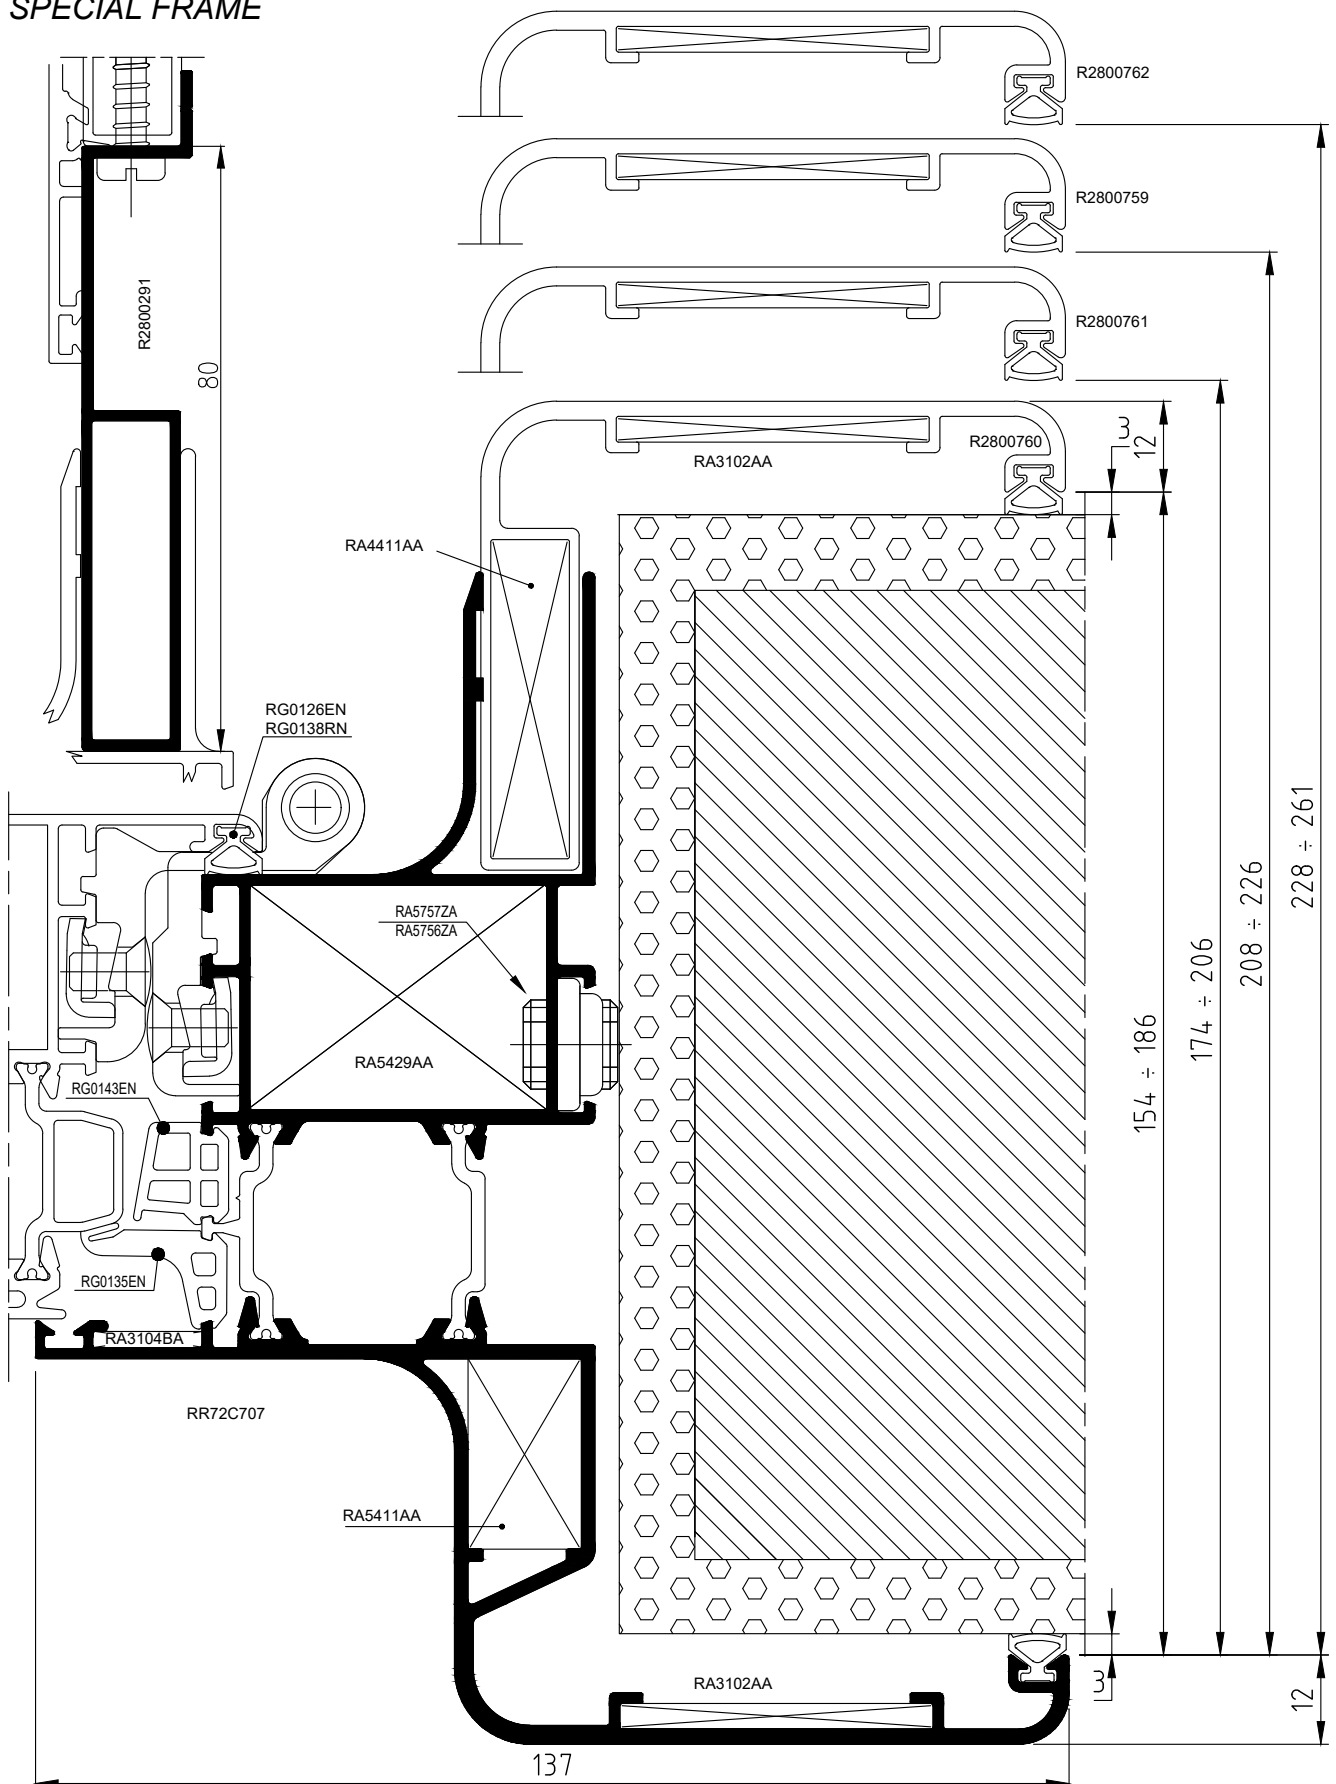 SPECIAL FRAME
R2800762
R2800759
R2800291
R2800761
80
3
12
R2800760
RA3102AA
RA4411AA
RG0126EN
RG0138RN
228 ÷ 261
208 ÷ 226
174 ÷ 206
154 ÷ 186
RA5757ZA
RA5756ZA
RA5429AA
RG0143EN
RG0135EN
RA3104BA
RR72C707
RA5411AA
RA3102AA
3
12
137